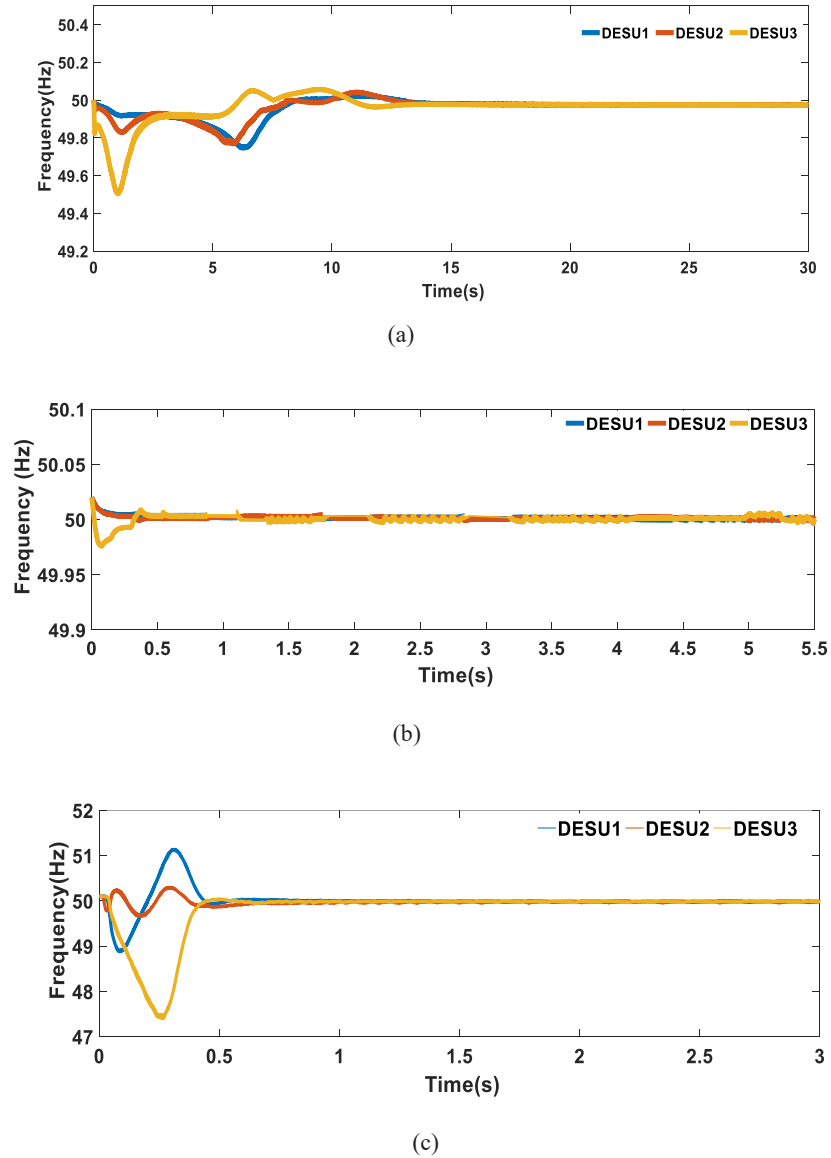 50.4
50.2
50
49.8
49.6
49.4
49.2
Frequency(Hz)
DESU1 DESU2 DESU3
0 5 10 15 20 25 30
Time(s)
(a)
50.1
50.05
50
49.95
49.9
Frequency (Hz)
DESU1 DESU2 DESU3
0 0.5 1 1.5 2 2.5 3 3.5 4 4.5 5 5.5
Time(s)
(b)
52
51
50
49
48
47
Frequency(Hz)
DESU1 DESU2 DESU3
0 0.5 1 1.5 2 2.5 3
Time(s)
(c)